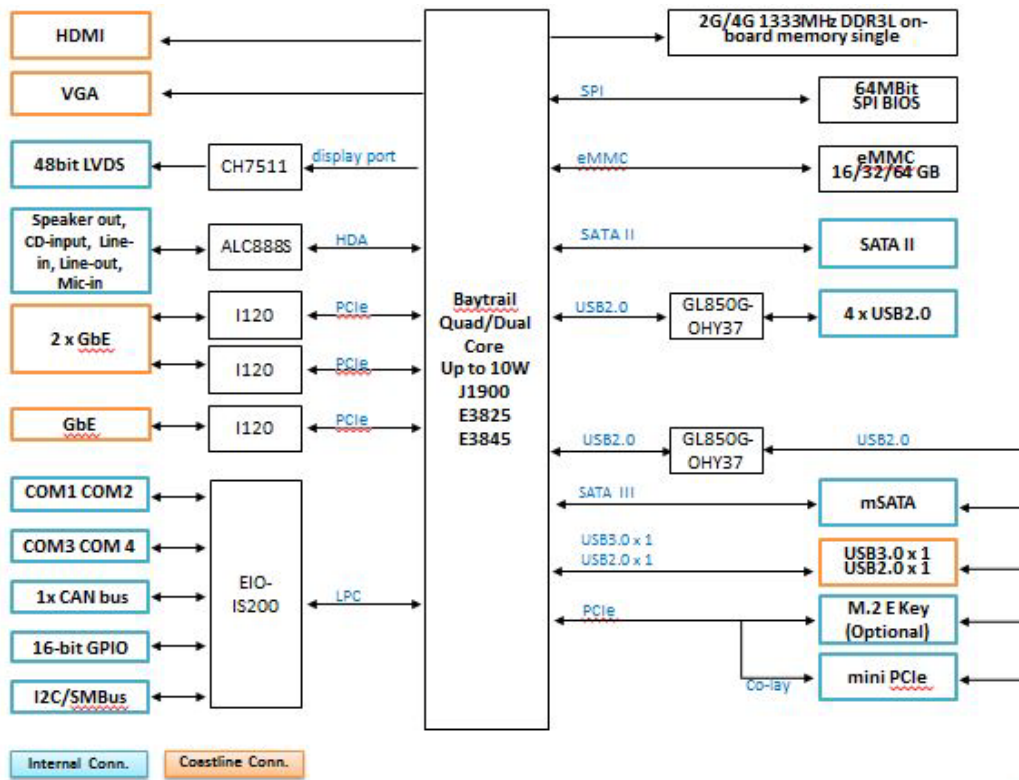 HDMI
VGA
48bit LVDS
CH7511
display port
Speaker out,
CD-input, Line-
in, Line-out,
Mic-in
ALC888S
HDA
2 x GbE
I120
PCIe
I120
PCIe
GbE
I120
PCIe
COM1 COM2
COM3 COM 4
1x CAN bus
16-bit GPIO
I2C/SMBus
EIO-
IS200
LPC
Baytrail
Quad/Dual
Core
Up to 10W
J1900
E3825
E3845
2G/4G 1333MHz DDR3L on-
board memory single
SPI
64MBit
SPI BIOS
eMMC
eMMC
16/32/64 GB
SATA II
SATA II
USB2.0
GL850G-
OHY37
4 x USB2.0
USB2.0
GL850G-
OHY37
USB2.0
SATA III
mSATA
USB3.0 x 1
USB2.0 x 1
USB3.0 x 1
USB2.0 x 1
PCIe
M.2 E Key
(Optional)
Co-lay
mini PCIe
Internal Conn.
Coastline Conn.